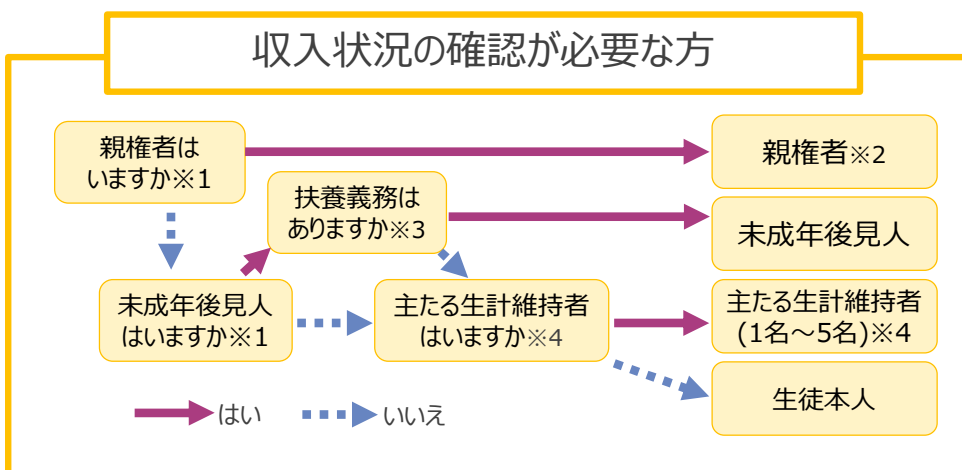 収入状況の確認が必要な方
親権者は
いますか※1
親権者※2
扶養義務は
ありますか※3
未成年後見人
未成年後見人
はいますか※1
主たる生計維持者
はいますか※4
主たる生計維持者
(1名～5名)※4
生徒本人
はい
いいえ